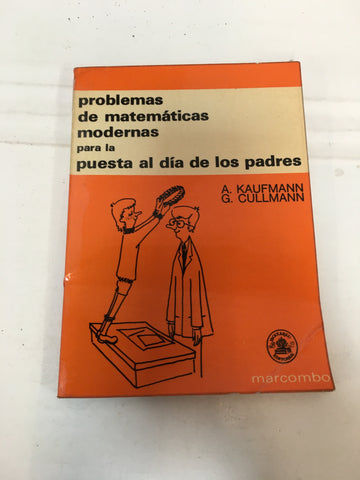 problemas
de matemáticas
modernas
para la
puesta al día de los padres
A. KAUFMANN
G. CULLMANN
marcombo